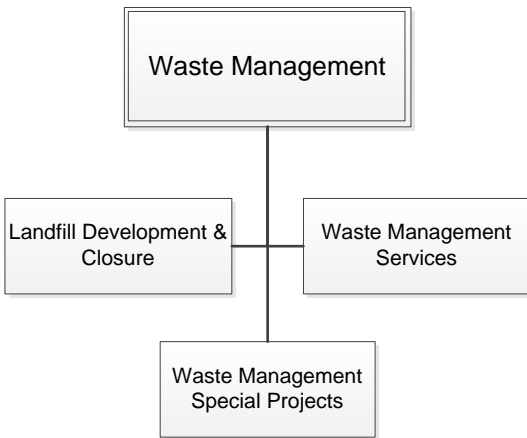 Waste Management
Landfill Development &
Closure
Waste Management
Services
Waste Management
Special Projects